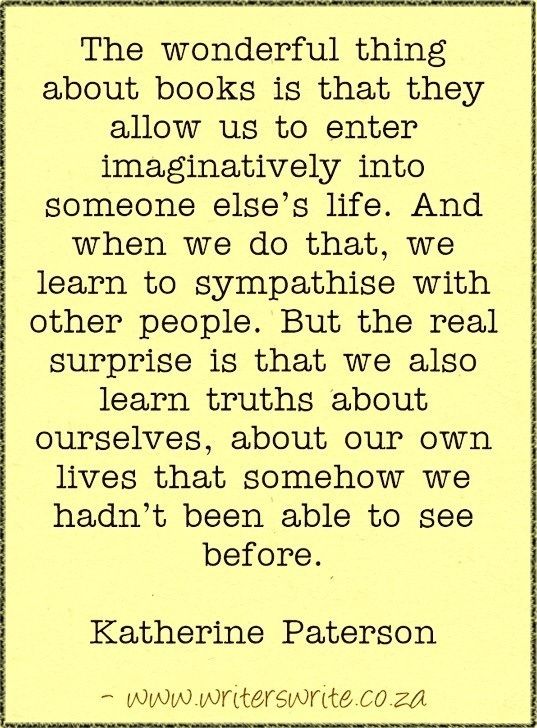 The wonderful thing
about books is that they
allow us to enter
imaginatively into
someone else’s life. And
when we do that, we
learn to sympathise with
other people. But the real
surprise is that we also
learn truths about
ourselves, about our own
lives that somehow we
hadn’t been able to see
before.
Katherine Paterson
- www.writerswrite.co.za